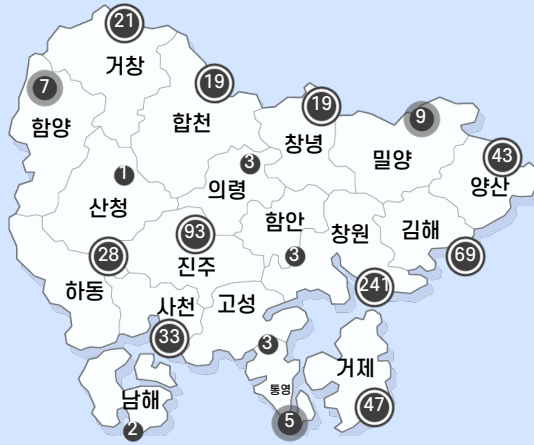 21
거창
7
함양
19
합천
19
창녕
9
밀양
43
양산
1
산청
3
의령
93
진주
함안
3
창원
김해
69
28
하동
241
사천
33
고성
3
통영
5
거제
47
남해
2